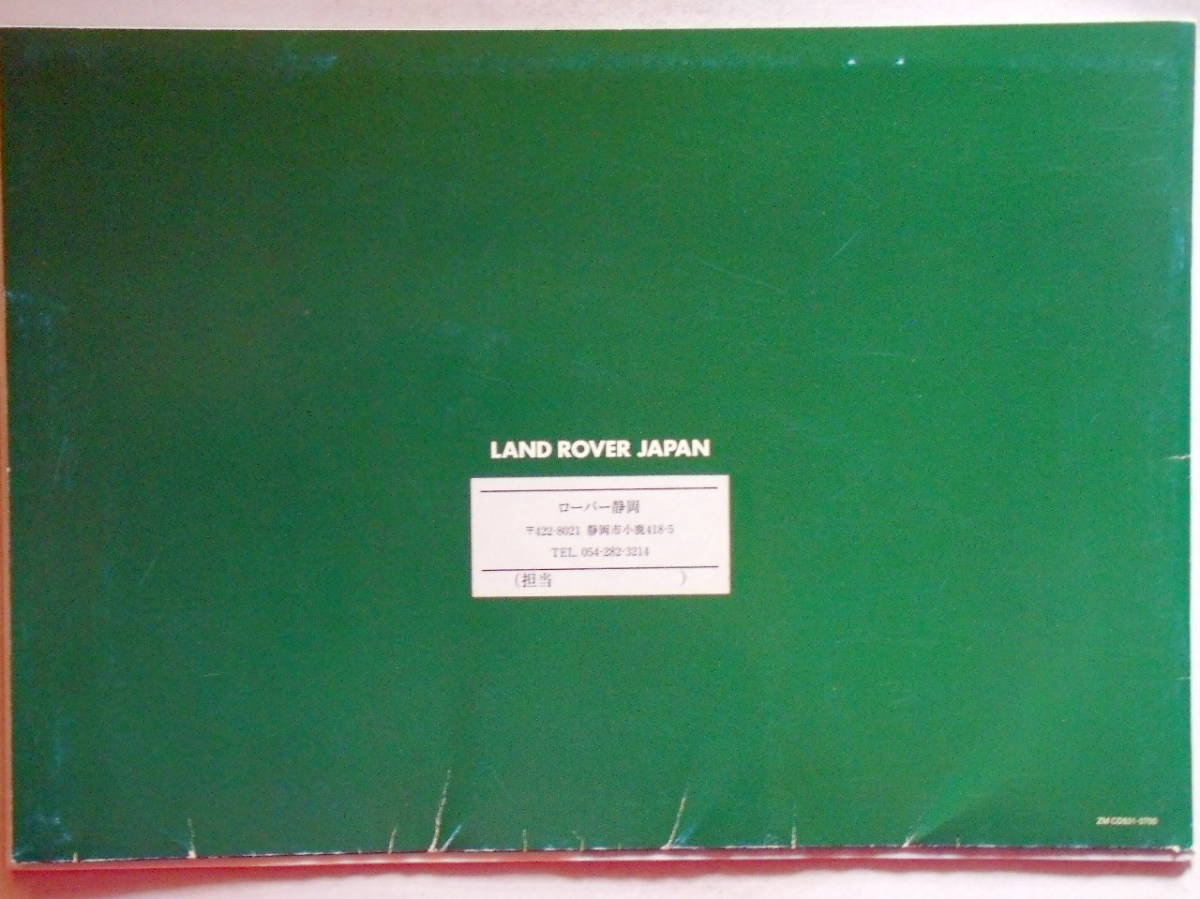 LAND ROVER JAPAN
ローバー静岡
〒422-8021 静岡市小鹿418-5
TEL. 054-282-3214
(担当 )